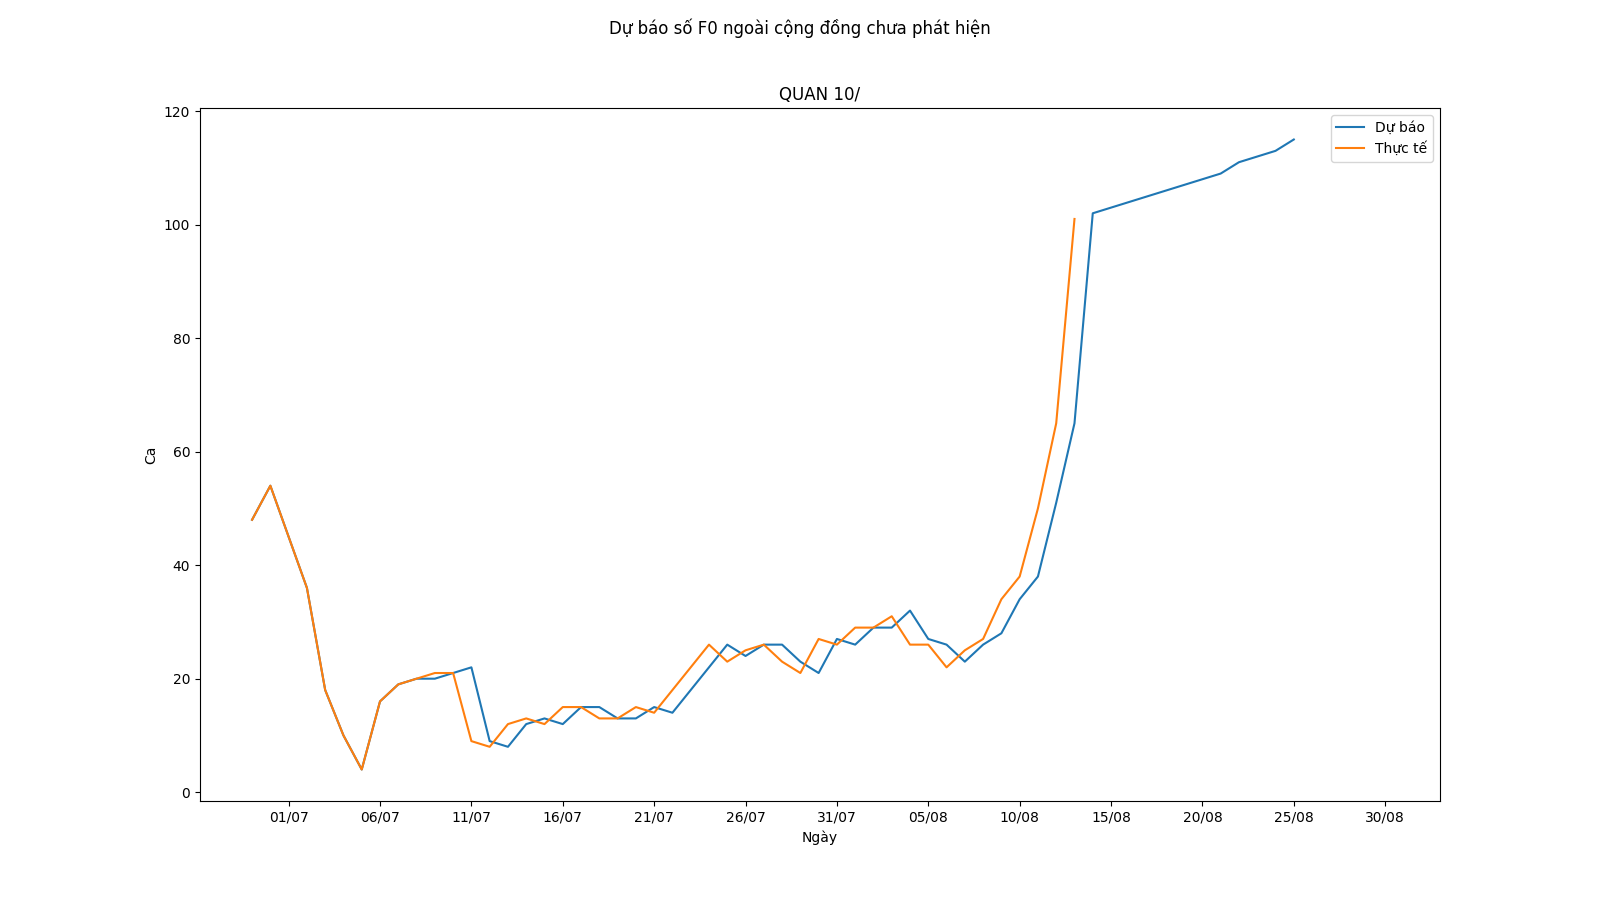 Dự báo số F0 ngoài cộng đồng chưa phát hiện
QUAN 10/
Dự báo
Thực tế
120
100
80
60
40
20
0
Ca
01/07 06/07 11/07 16/07 21/07 26/07 31/07 05/08 10/08 15/08 20/08 25/08 30/08
Ngày